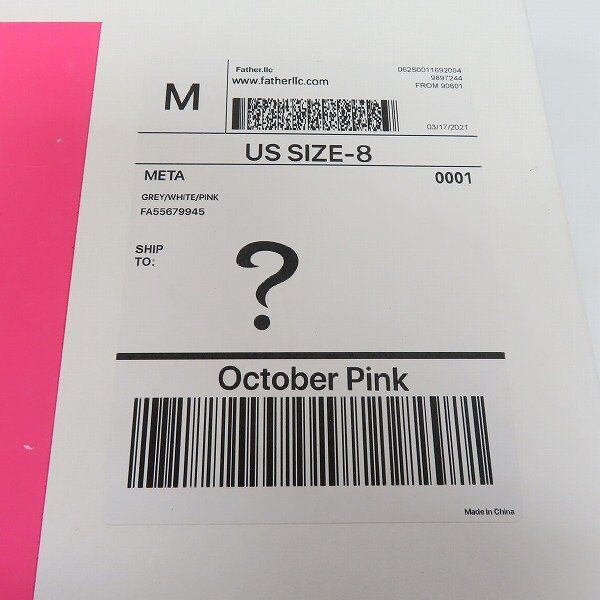 M
Father.llc
www.fatherllc.com
062S0011692004
9897244
FROM 90601
03/17/2021
US SIZE-8
META
0001
GREY/WHITE/PINK
FA55679945
SHIP
TO:
?
October Pink
Made In China